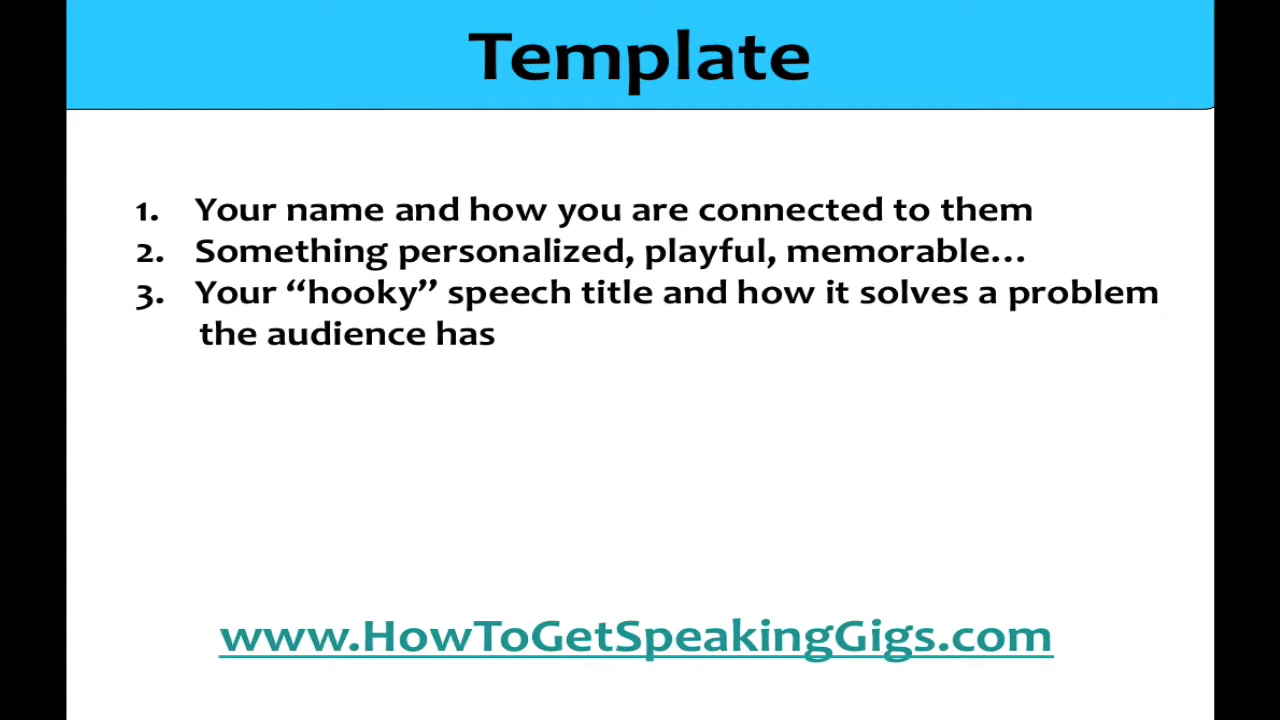 Template
1. Your name and how you are connected to them
2. Something personalized, playful, memorable…
3. Your “hooky” speech title and how it solves a problem
the audience has
www.HowToGetSpeakingGigs.com